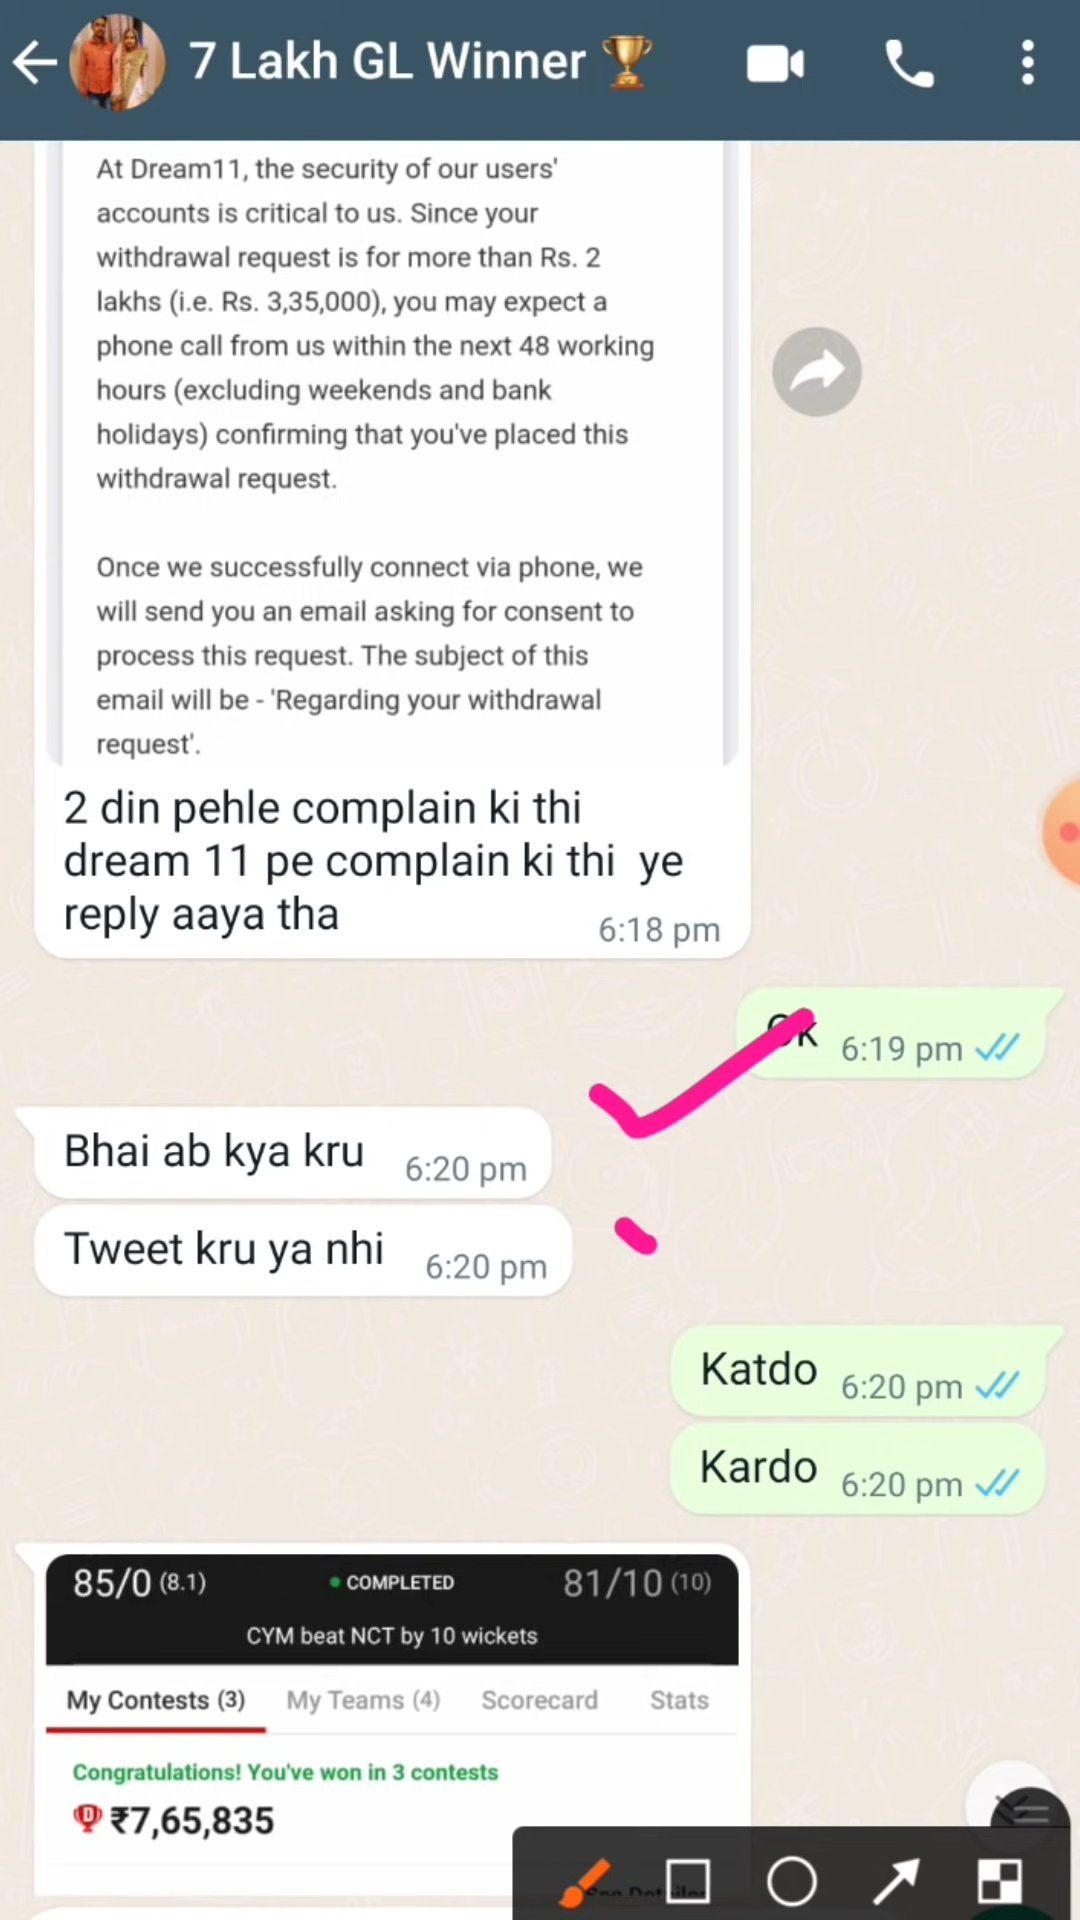 7 Lakh GL Winner 🏆
At Dream11, the security of our users'
accounts is critical to us. Since your
withdrawal request is for more than Rs. 2
lakhs (i.e. Rs. 3,35,000), you may expect a
phone call from us within the next 48 working
hours (excluding weekends and bank
holidays) confirming that you've placed this
withdrawal request.
Once we successfully connect via phone, we
will send you an email asking for consent to
process this request. The subject of this
email will be - 'Regarding your withdrawal
request'.
2 din pehle complain ki thi
dream 11 pe complain ki thi ye
reply aaya tha
6:18 pm
Ok 6:19 pm
Bhai ab kya kru 6:20 pm
Tweet kru ya nhi 6:20 pm
Katdo 6:20 pm
Kardo 6:20 pm
85/0 (8.1) COMPLETED 81/10 (10)
CYM beat NCT by 10 wickets
My Contests (3) My Teams (4) Scorecard Stats
Congratulations! You've won in 3 contests
₹7,65,835